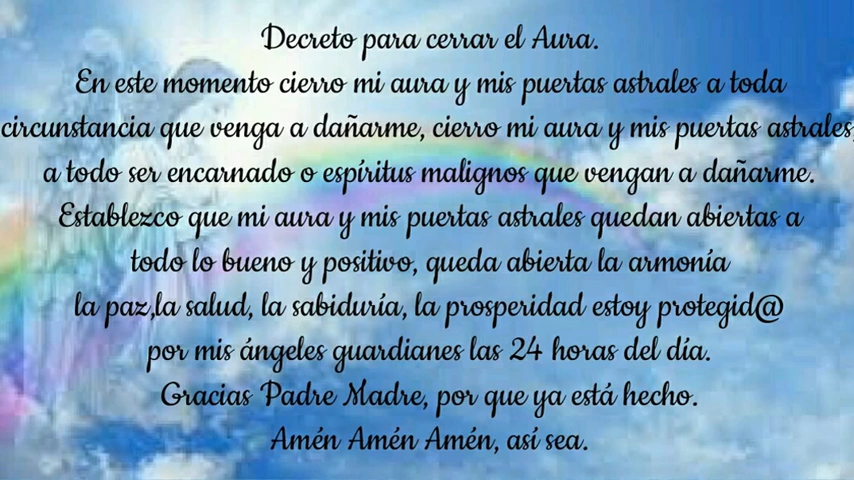 Decreto para cerrar el Aura.
En este momento cierro mi aura y mis puertas astrales a toda
circunstancia que venga a dañarme, cierro mi aura y mis puertas astrales,
a todo ser encarnado o espíritus malignos que vengan a dañarme.
Establezco que mi aura y mis puertas astrales quedan abiertas a
todo lo bueno y positivo, queda abierta la armonía
la paz,la salud, la sabiduría, la prosperidad estoy protegid@
por mis ángeles guardianes las 24 horas del día.
Gracias Padre Madre, por que ya está hecho.
Amén Amén Amén, así sea.